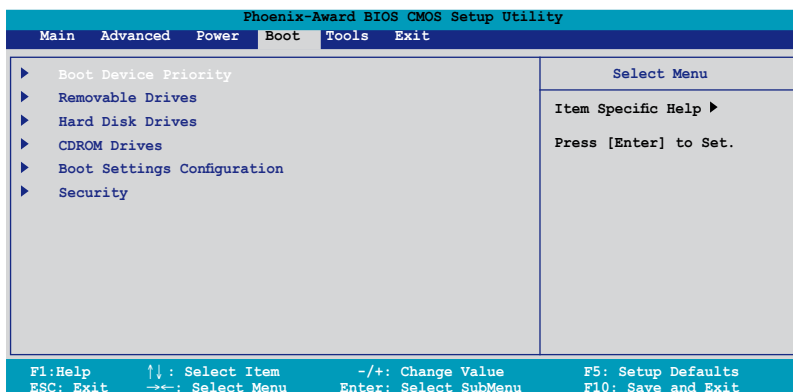 Phoenix-Award BIOS CMOS Setup Utility
Main Advanced Power Boot Tools Exit
Boot Device Priority
Removable Drives
Hard Disk Drives
CDROM Drives
Boot Settings Configuration
Security
Select Menu
Item Specific Help
Press [Enter] to Set.
F1:Help ↑↓: Select Item -/+: Change Value F5: Setup Defaults
ESC: Exit →←: Select Menu Enter: Select SubMenu F10: Save and Exit